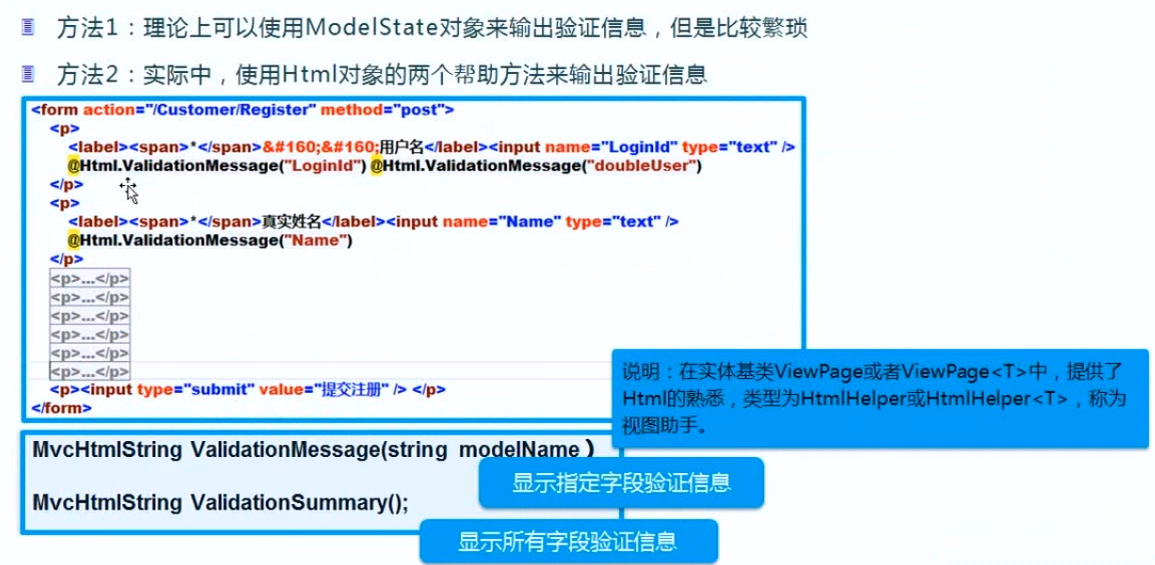 方法1：理论上可以使用ModelState对象来输出验证信息，但是比较繁琐
方法2：实际中，使用Html对象的两个帮助方法来输出验证信息
<form action="/Customer/Register" method="post">
<p>
<label><span>*</span>&#160;&#160;用户名</label><input name="LoginId" type="text" />
@Html.ValidationMessage("LoginId") @Html.ValidationMessage("doubleUser")
</p>
<p>
<label><span>*</span>真实姓名</label><input name="Name" type="text" />
@Html.ValidationMessage("Name")
</p>
<p>...</p>
<p>...</p>
<p>...</p>
<p>...</p>
<p>...</p>
<p>...</p>
<p><input type="submit" value="提交注册" /> </p>
</form>
说明：在实体基类ViewPage或者ViewPage<T>中，提供了
Html的熟悉，类型为HtmlHelper或HtmlHelper<T>，称为
视图助手。
MvcHtmlString ValidationMessage(string modelName）
显示指定字段验证信息
MvcHtmlString ValidationSummary();
显示所有字段验证信息